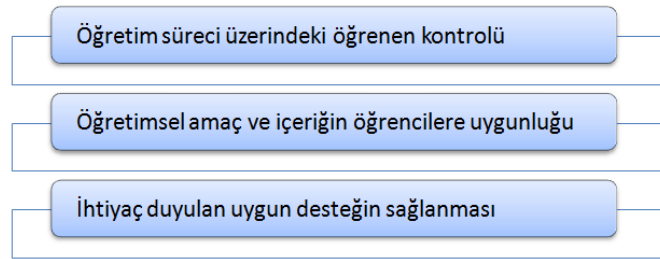 Öğretim süreci üzerindeki öğrenen kontrolü
Öğretimsel amaç ve içeriğin öğrencilere uygunluğu
İhtiyaç duyulan uygun desteğin sağlanması